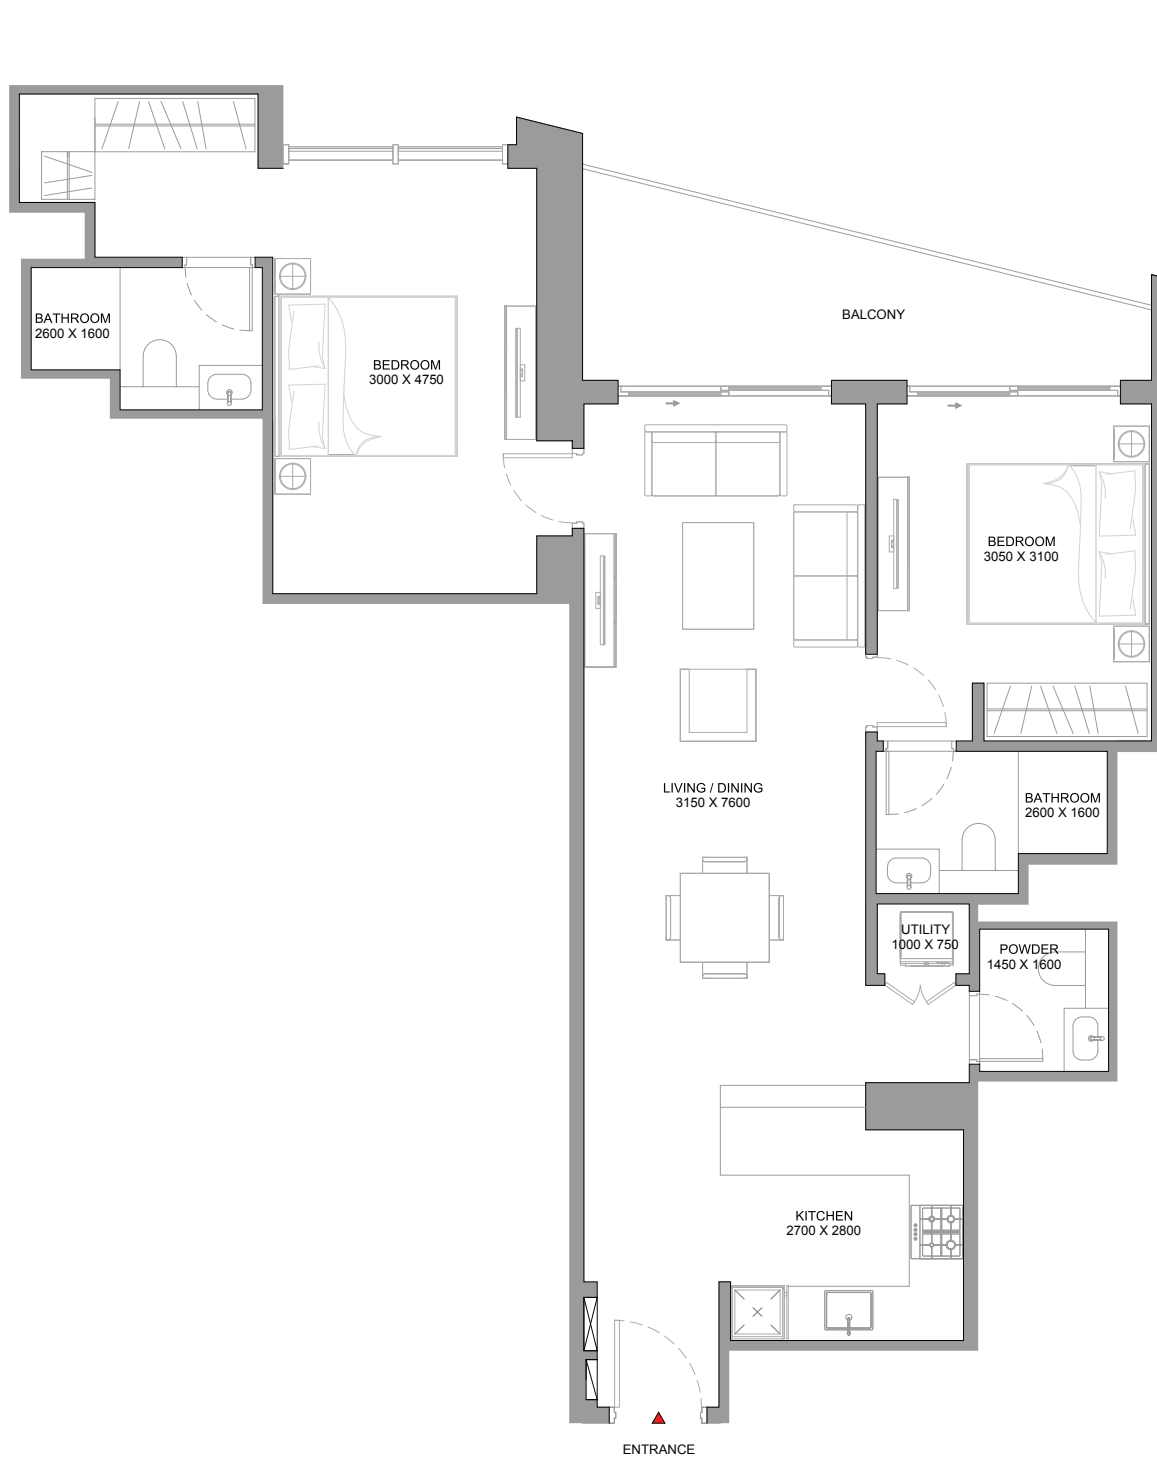 BALCONY
BATHROOM
2600 X 1600
BEDROOM
3000 X 4750
BEDROOM
3050 X 3100
LIVING / DINING
3150 X 7600
BATHROOM
2600 X 1600
UTILITY
1000 X 750
POWDER
1450 X 1600
KITCHEN
2700 X 2800
ENTRANCE